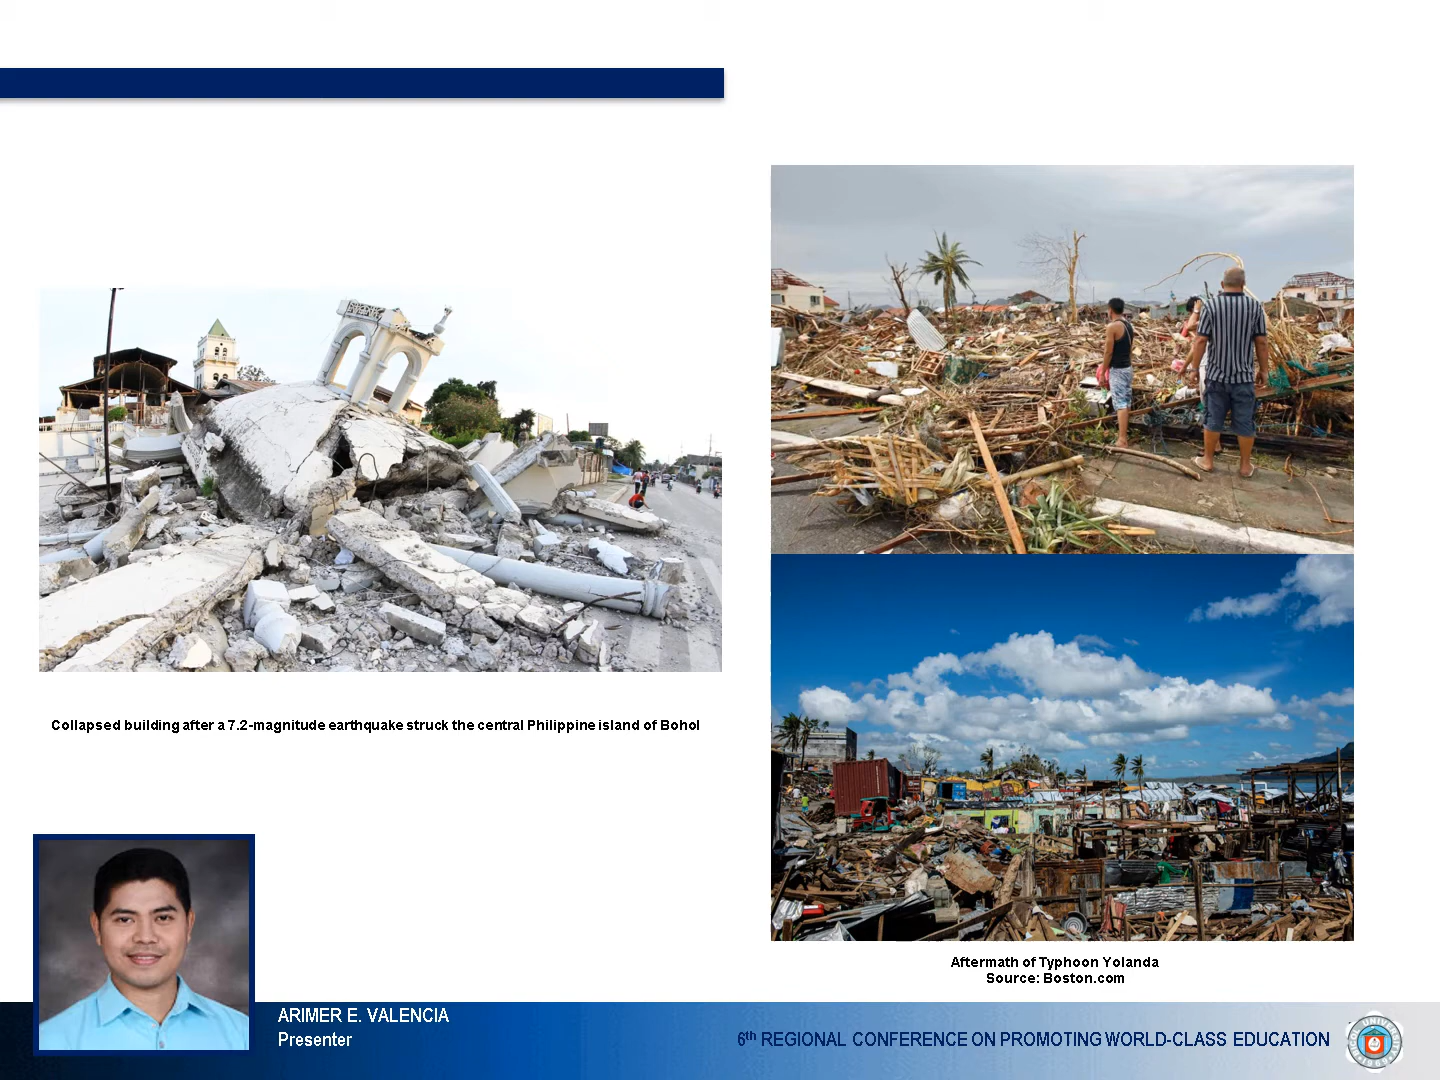 Collapsed building after a 7.2-magnitude earthquake struck the central Philippine island of Bohol
Aftermath of Typhoon Yolanda
Source: Boston.com
ARIMER E. VALENCIA
Presenter
6th REGIONAL CONFERENCE ON PROMOTING WORLD-CLASS EDUCATION